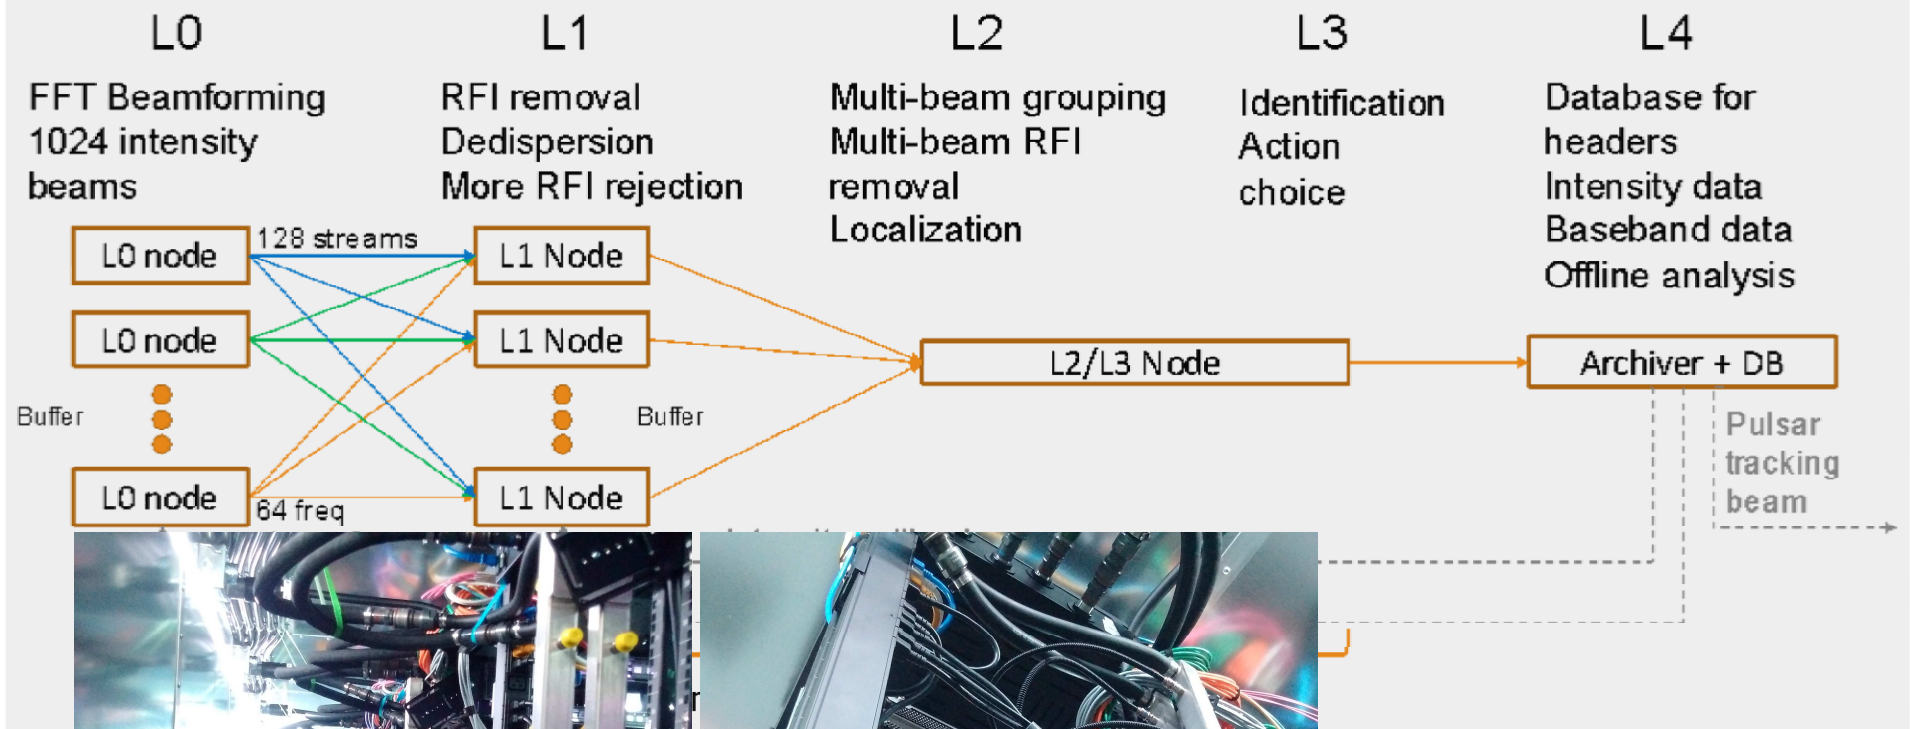 L0
FFT Beamforming
1024 intensity
beams
L1
RFI removal
Dedispersion
More RFI rejection
L2
Multi-beam grouping
Multi-beam RFI
removal
Localization
L3
Identification
Action
choice
L4
Database for
headers
Intensity data
Baseband data
Offline analysis
L0 node
128 streams
L1 Node
L0 node
L1 Node
L2/L3 Node
Archiver + DB
Buffer
Buffer
Pulsar
tracking
beam
L0 node
64 freq
L1 Node